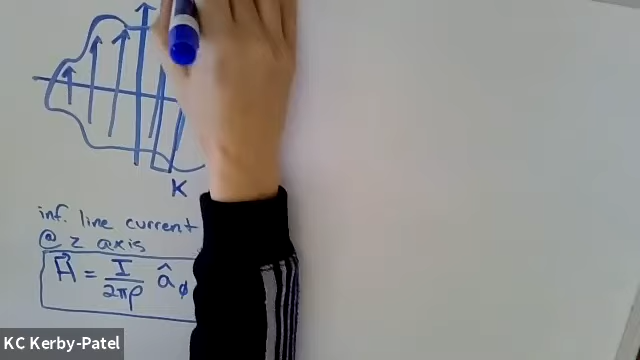 K
inf. line current
@ z axis
H⃗ = I / 2πρ â_φ
KC Kerby-Patel